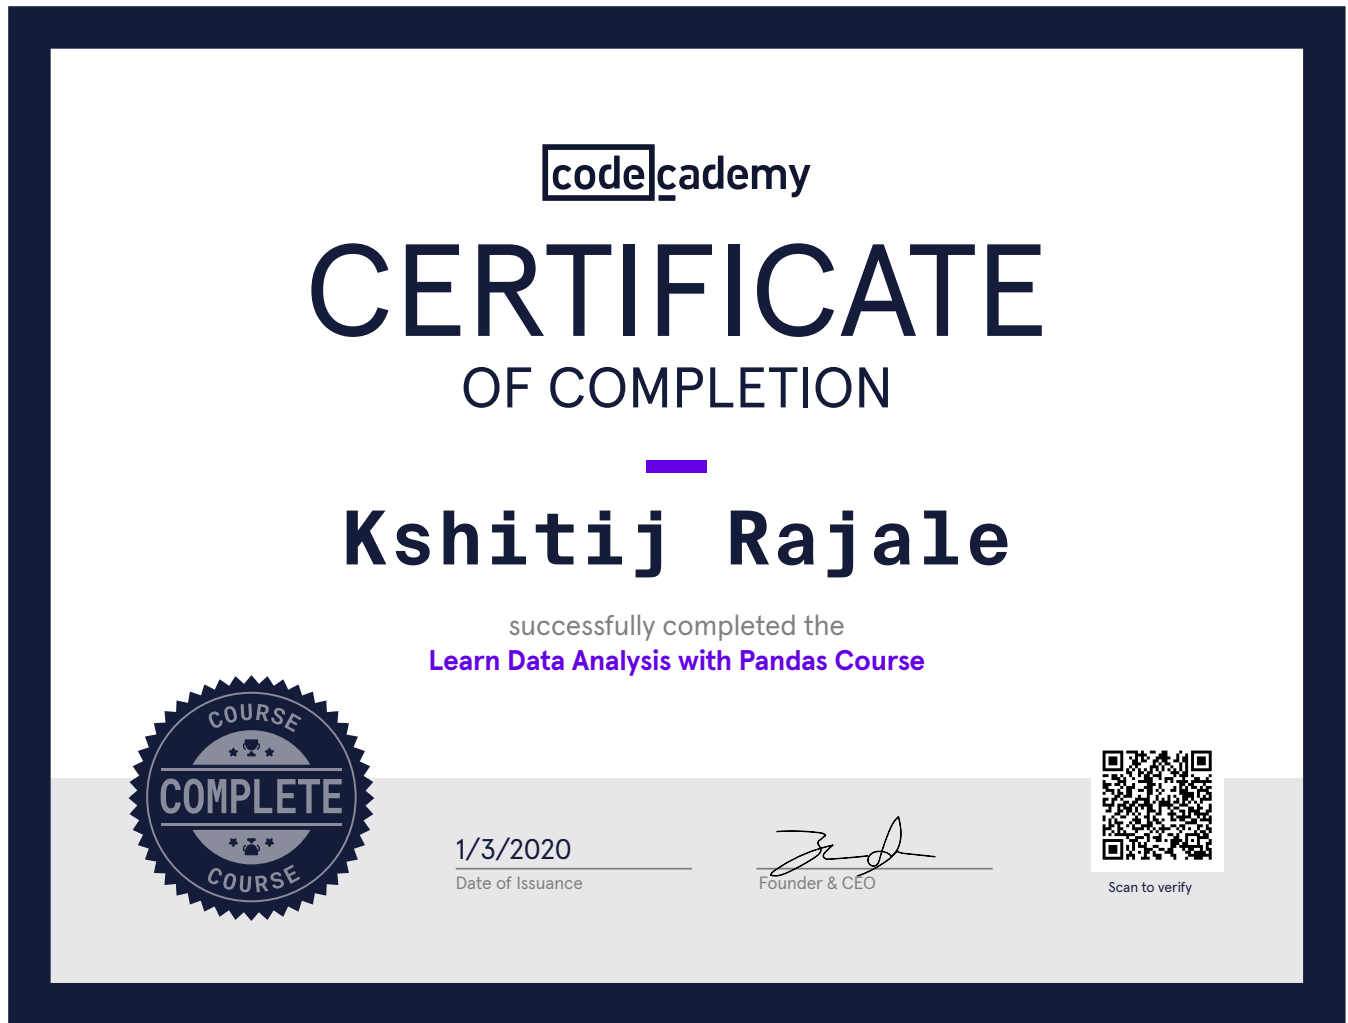 codecademy
CERTIFICATE
OF COMPLETION
Kshitij Rajale
successfully completed the
Learn Data Analysis with Pandas Course
COURSE
COMPLETE
COURSE
1/3/2020
Date of Issuance
Founder & CEO
Scan to verify